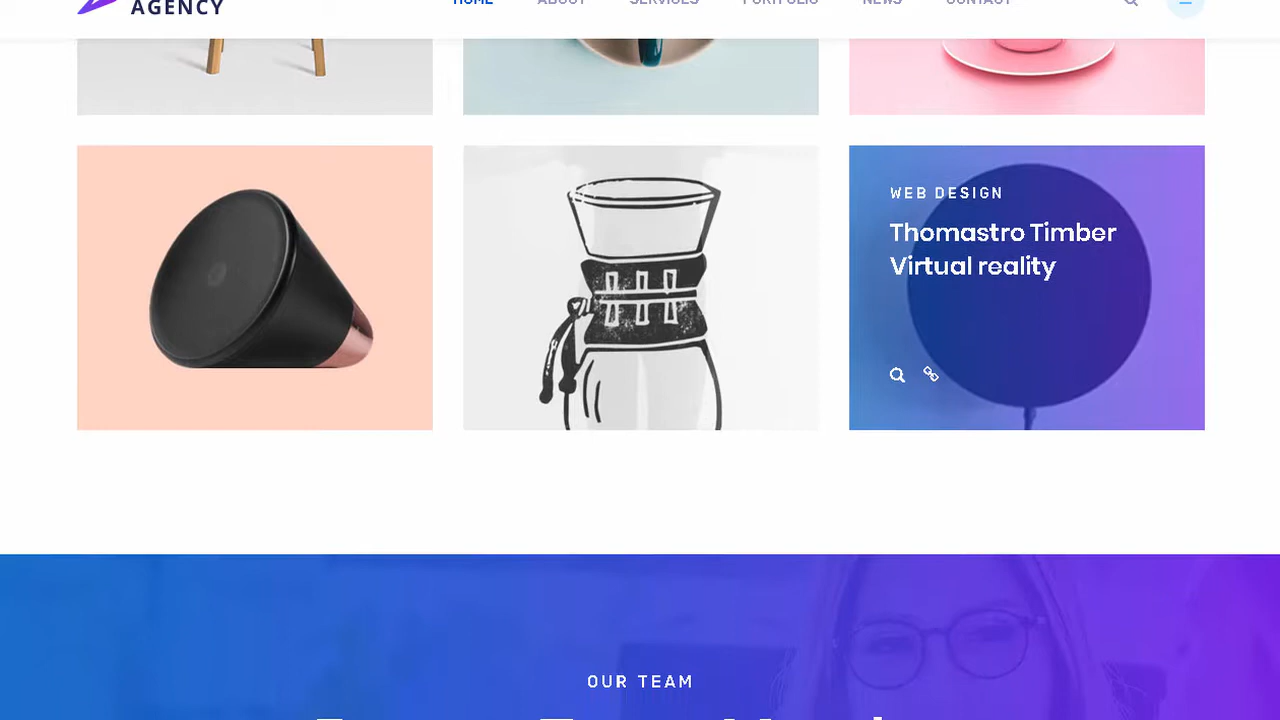 AGENCY
HOME ABOUT SERVICES PORTFOLIO NEWS CONTACT
WEB DESIGN
Thomastro Timber
Virtual reality
OUR TEAM